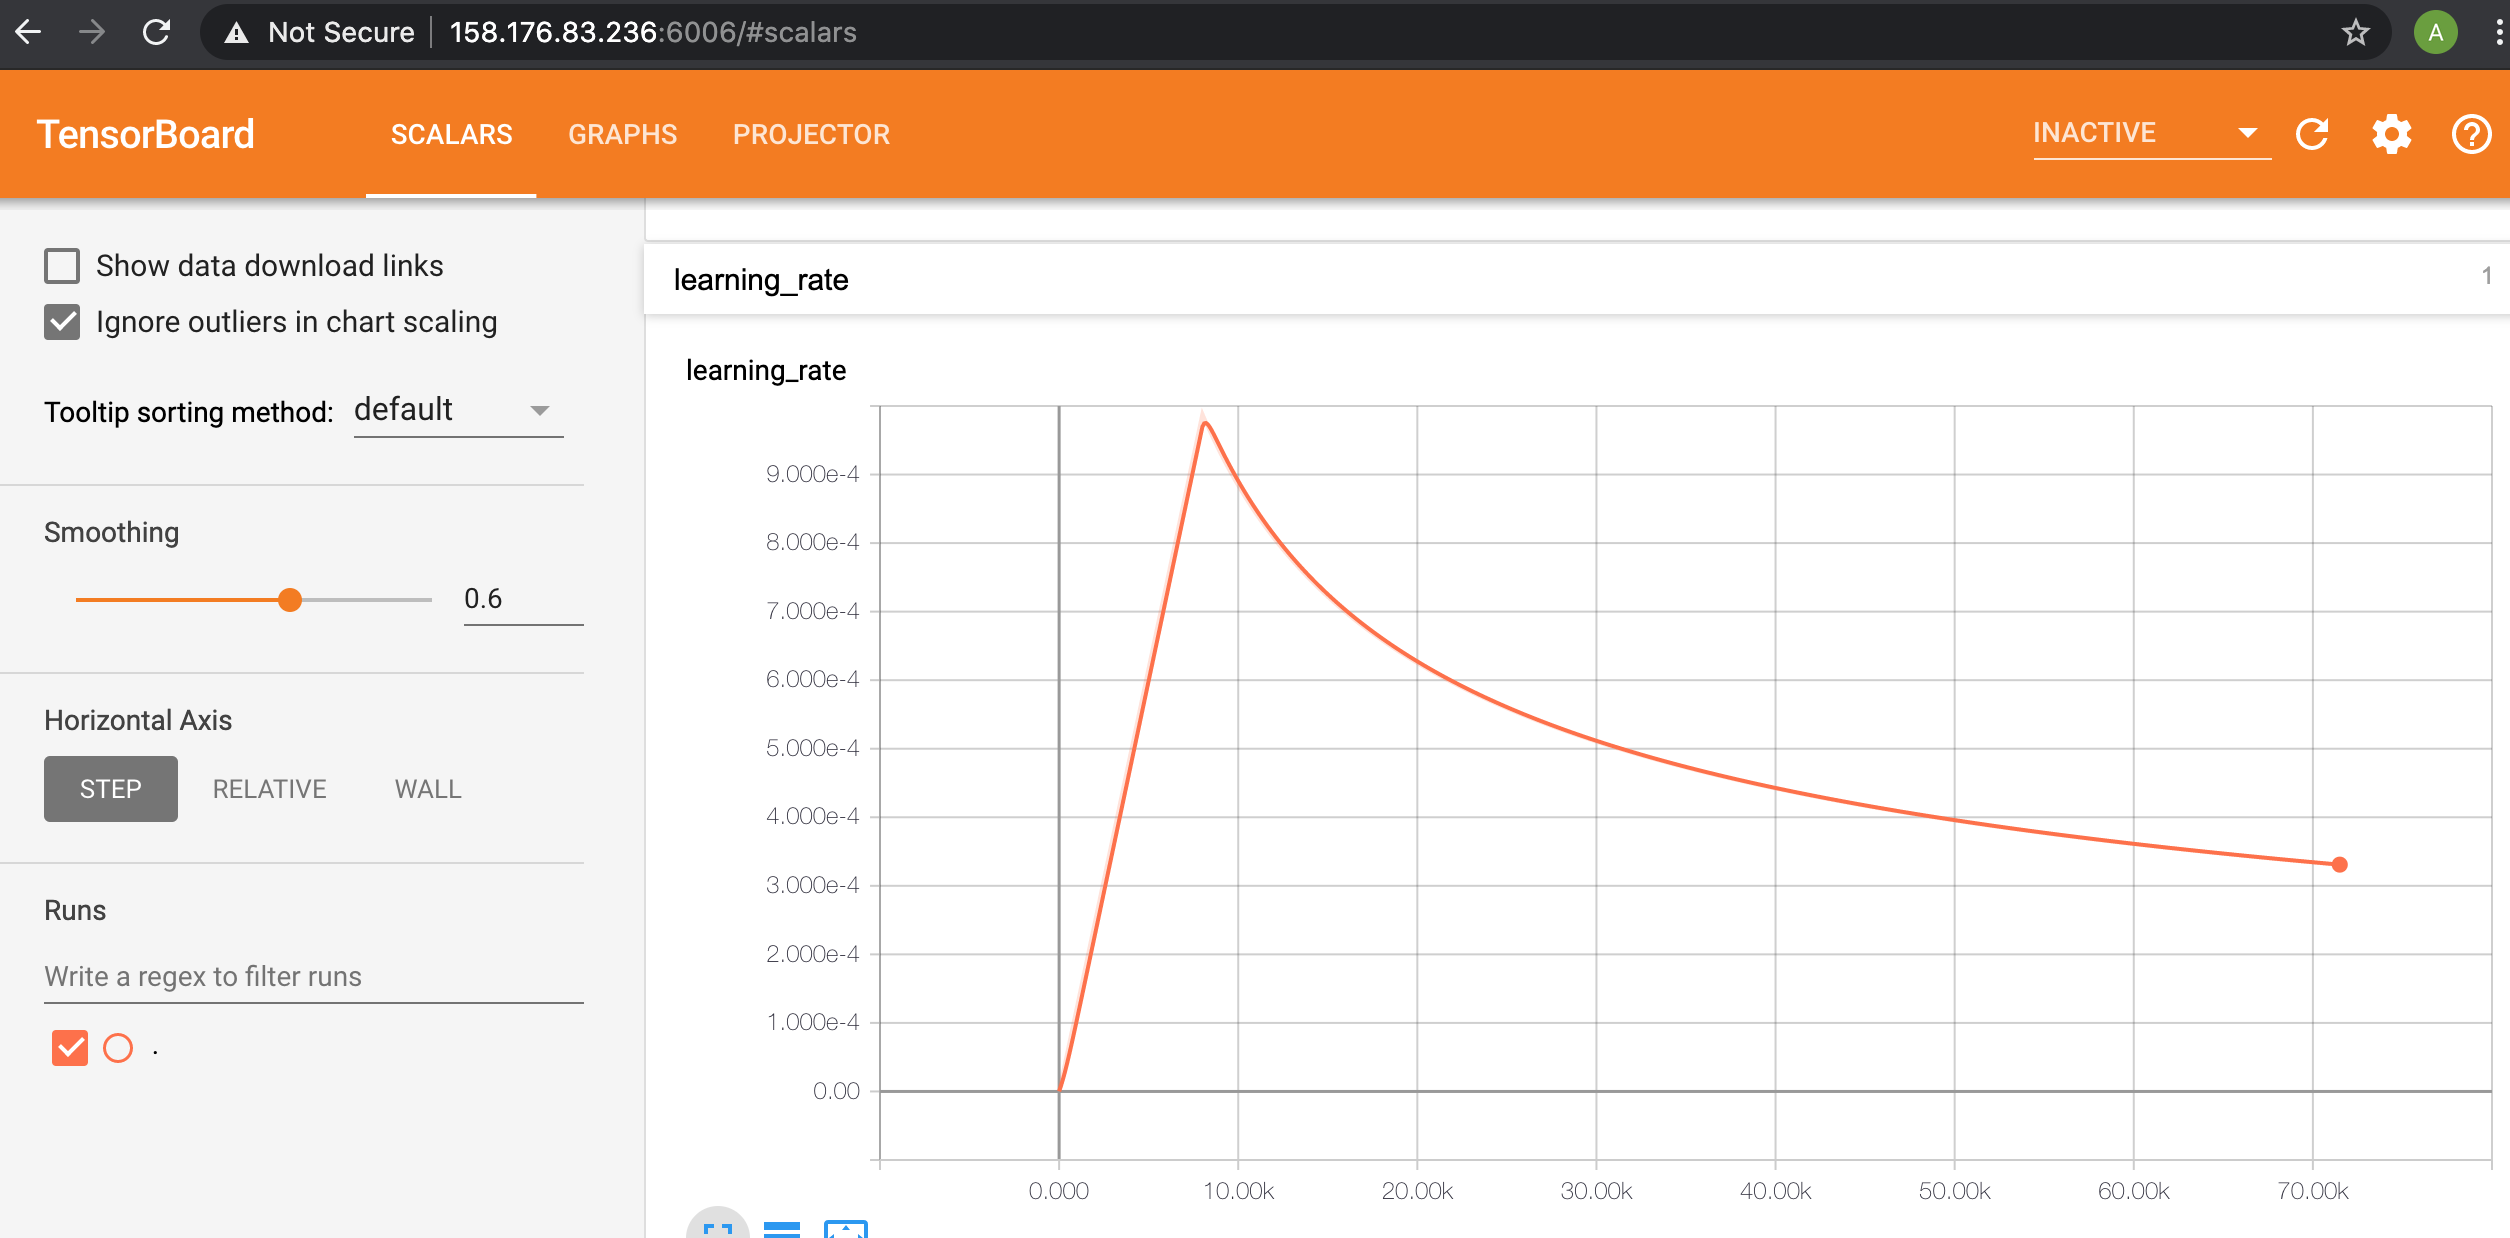 Not Secure 158.176.83.236:6006/#scalars
A
TensorBoard SCALARS GRAPHS PROJECTOR INACTIVE
Show data download links
Ignore outliers in chart scaling
Tooltip sorting method: default
Smoothing
0.6
Horizontal Axis
STEP RELATIVE WALL
Runs
Write a regex to filter runs
.
learning_rate 1
learning_rate
9.000e-4
8.000e-4
7.000e-4
6.000e-4
5.000e-4
4.000e-4
3.000e-4
2.000e-4
1.000e-4
0.00
0.000 10.00k 20.00k 30.00k 40.00k 50.00k 60.00k 70.00k